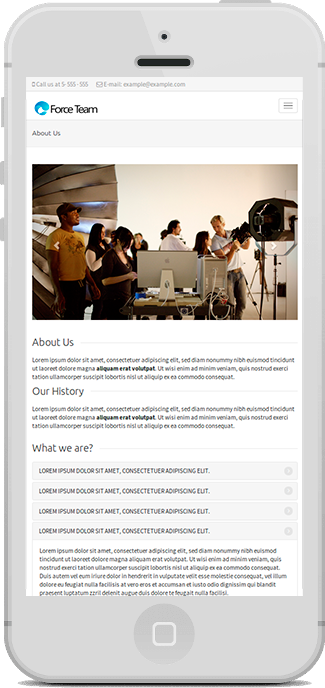 Call us at 5- 555 - 555 E-mail: example@example.com
Force Team
About Us
About Us
Lorem ipsum dolor sit amet, consectetuer adipiscing elit, sed diam nonummy nibh euismod tincidunt
ut laoreet dolore magna aliquam erat volutpat. Ut wisi enim ad minim veniam, quis nostrud exerci
tation ullamcorper suscipit lobortis nisl ut aliquip ex ea commodo consequat.
Our History
Lorem ipsum dolor sit amet, consectetuer adipiscing elit, sed diam nonummy nibh euismod tincidunt
ut laoreet dolore magna aliquam erat volutpat. Ut wisi enim ad minim veniam, quis nostrud exerci
tation ullamcorper suscipit lobortis nisl ut aliquip ex ea commodo consequat.
What we are?
LOREM IPSUM DOLOR SIT AMET, CONSECTETUER ADIPISCING ELIT.
LOREM IPSUM DOLOR SIT AMET, CONSECTETUER ADIPISCING ELIT.
LOREM IPSUM DOLOR SIT AMET, CONSECTETUER ADIPISCING ELIT.
LOREM IPSUM DOLOR SIT AMET, CONSECTETUER ADIPISCING ELIT.
Lorem ipsum dolor sit amet, consectetuer adipiscing elit, sed diam nonummy nibh
euismod tincidunt ut laoreet dolore magna aliquam erat volutpat. Ut wisi enim ad minim
veniam, quis nostrud exerci tation ullamcorper suscipit lobortis nisl ut aliquip ex ea
commodo consequat.
Duis autem vel eum iriure dolor in hendrerit in vulputate velit esse molestie consequat, vel illum
dolore eu feugiat nulla facilisis at vero eros et accumsan et iusto odio dignissim qui blandit
praesent luptatum zzril delenit augue duis dolore te feugait nulla facilisi.